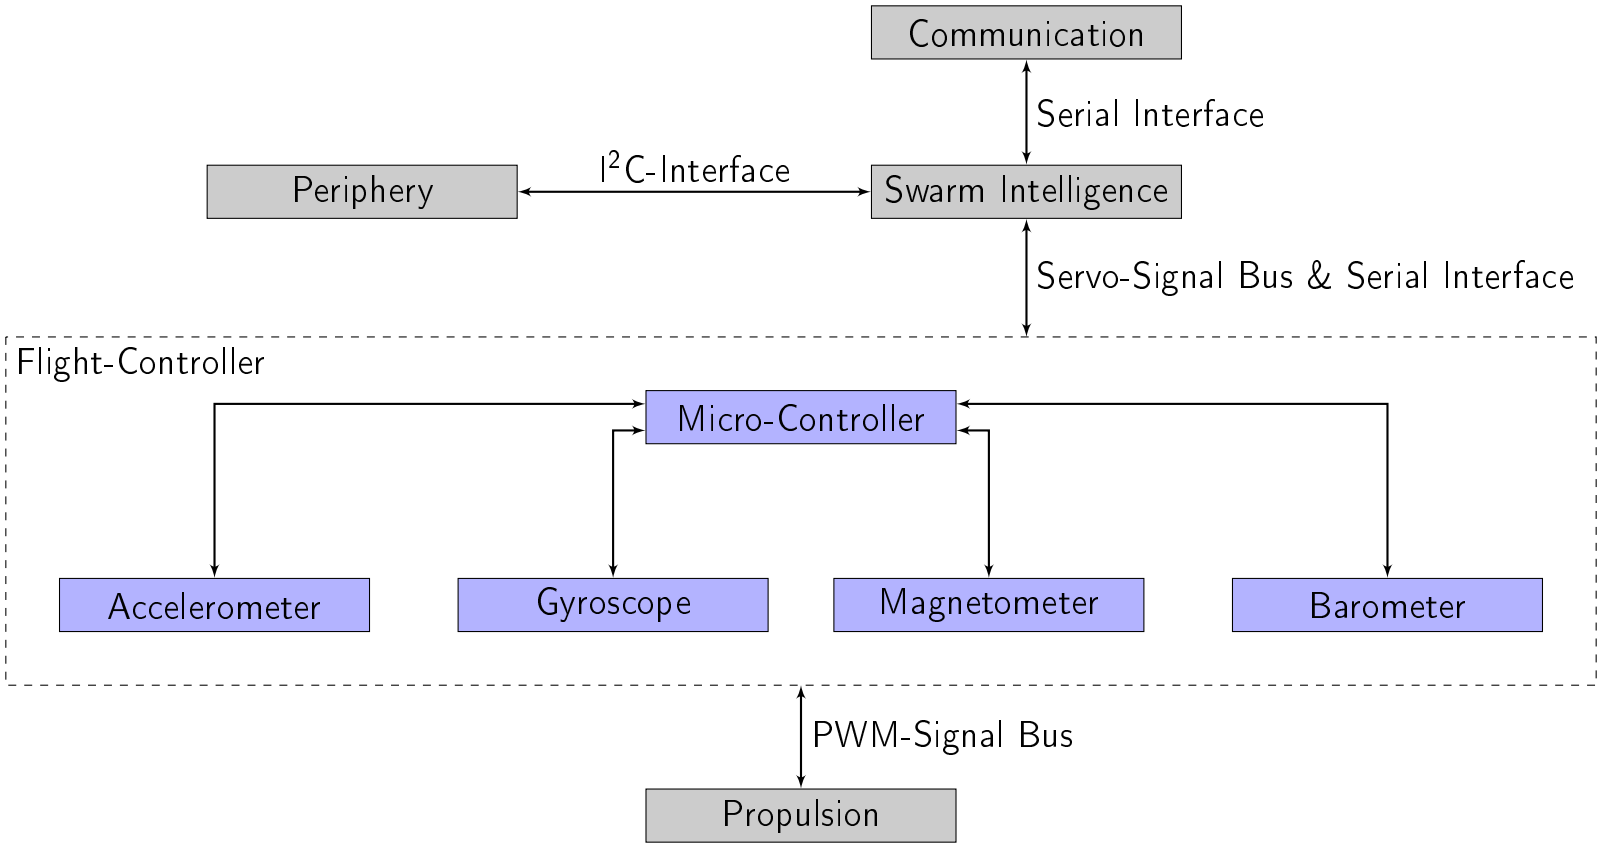 Communication
Serial Interface
I²C-Interface
Periphery
Swarm Intelligence
Servo-Signal Bus & Serial Interface
Flight-Controller
Micro-Controller
Accelerometer
Gyroscope
Magnetometer
Barometer
PWM-Signal Bus
Propulsion